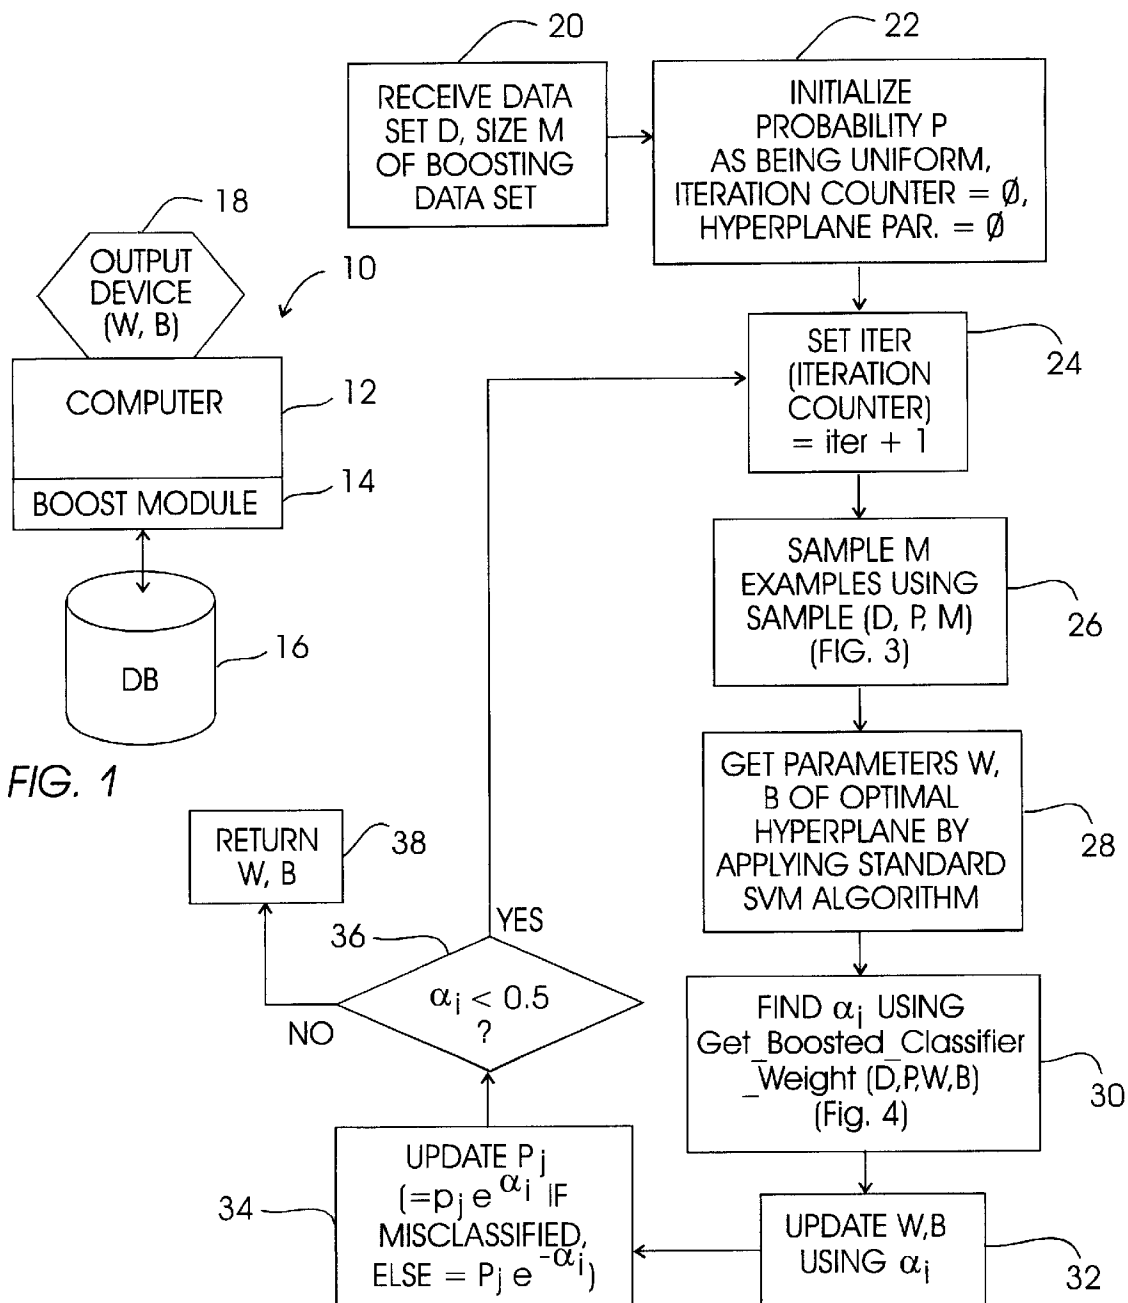 18
OUTPUT
DEVICE
(W, B)
10
COMPUTER
12
BOOST MODULE
14
DB
16
FIG. 1
20
RECEIVE DATA
SET D, SIZE M
OF BOOSTING
DATA SET
22
INITIALIZE
PROBABILITY P
AS BEING UNIFORM,
ITERATION COUNTER = Ø,
HYPERPLANE PAR. = Ø
SET ITER
(ITERATION
COUNTER)
= iter + 1
24
SAMPLE M
EXAMPLES USING
SAMPLE (D, P, M)
(FIG. 3)
26
GET PARAMETERS W,
B OF OPTIMAL
HYPERPLANE BY
APPLYING STANDARD
SVM ALGORITHM
28
FIND αi USING
Get_Boosted_Classifier
_Weight (D,P,W,B)
(Fig. 4)
30
UPDATE W,B
USING αi
32
UPDATE Pj
(=pj e^αi IF
MISCLASSIFIED,
ELSE = Pj e^-αi)
34
36
αi < 0.5
?
YES
NO
RETURN
W, B
38